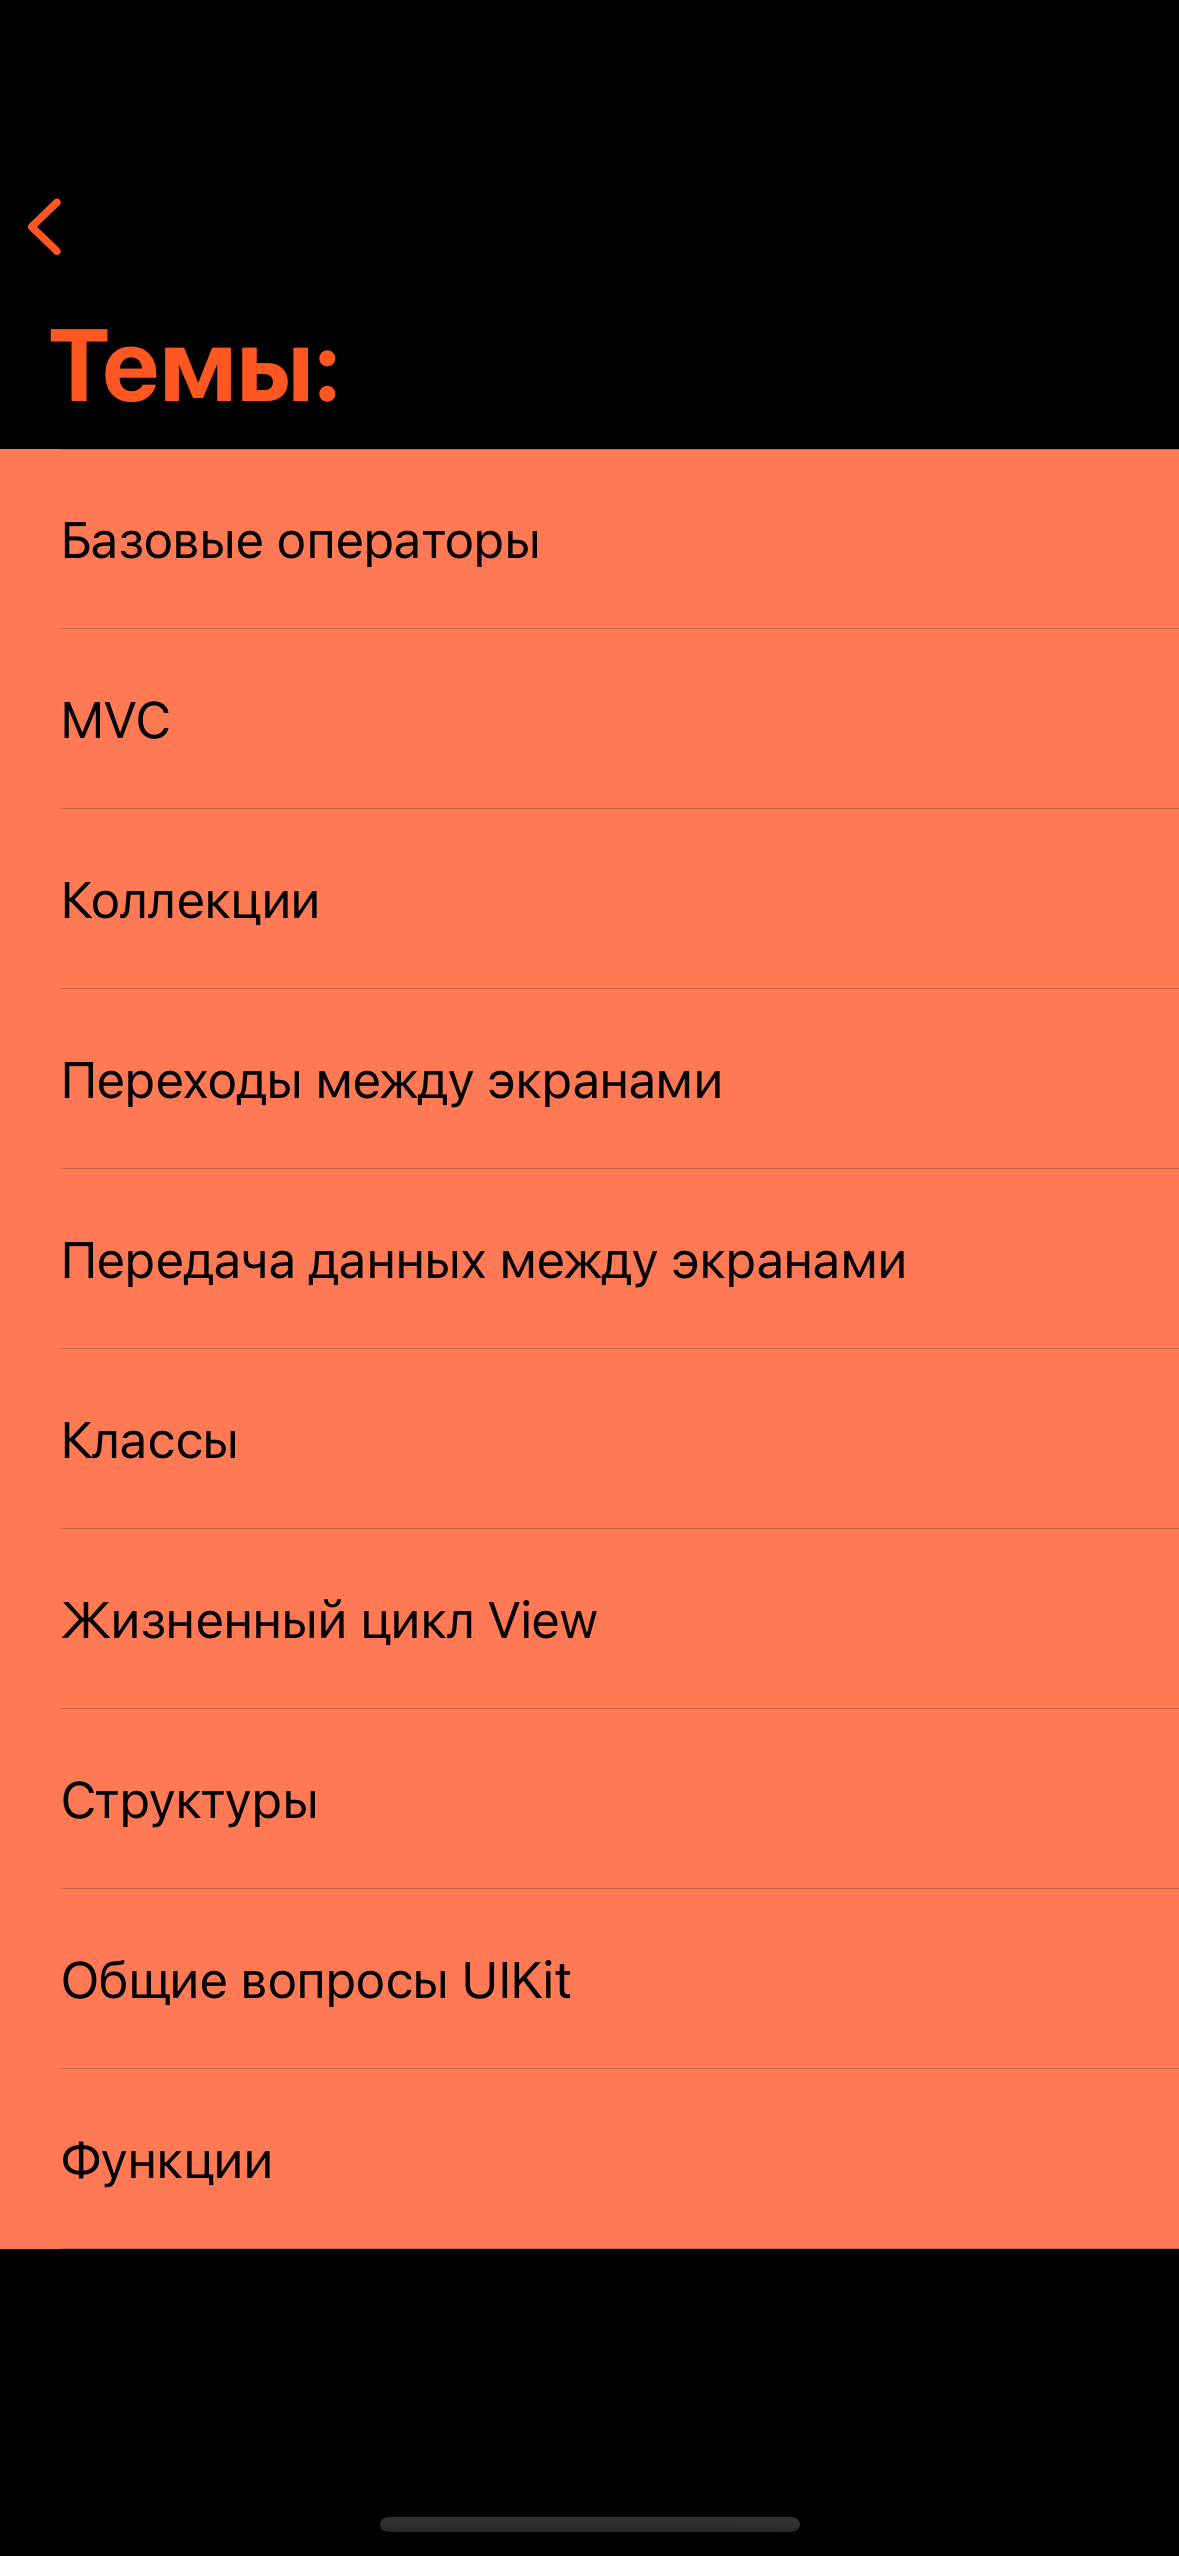 Темы:
Базовые операторы
MVC
Коллекции
Переходы между экранами
Передача данных между экранами
Классы
Жизненный цикл View
Структуры
Общие вопросы UIKit
Функции